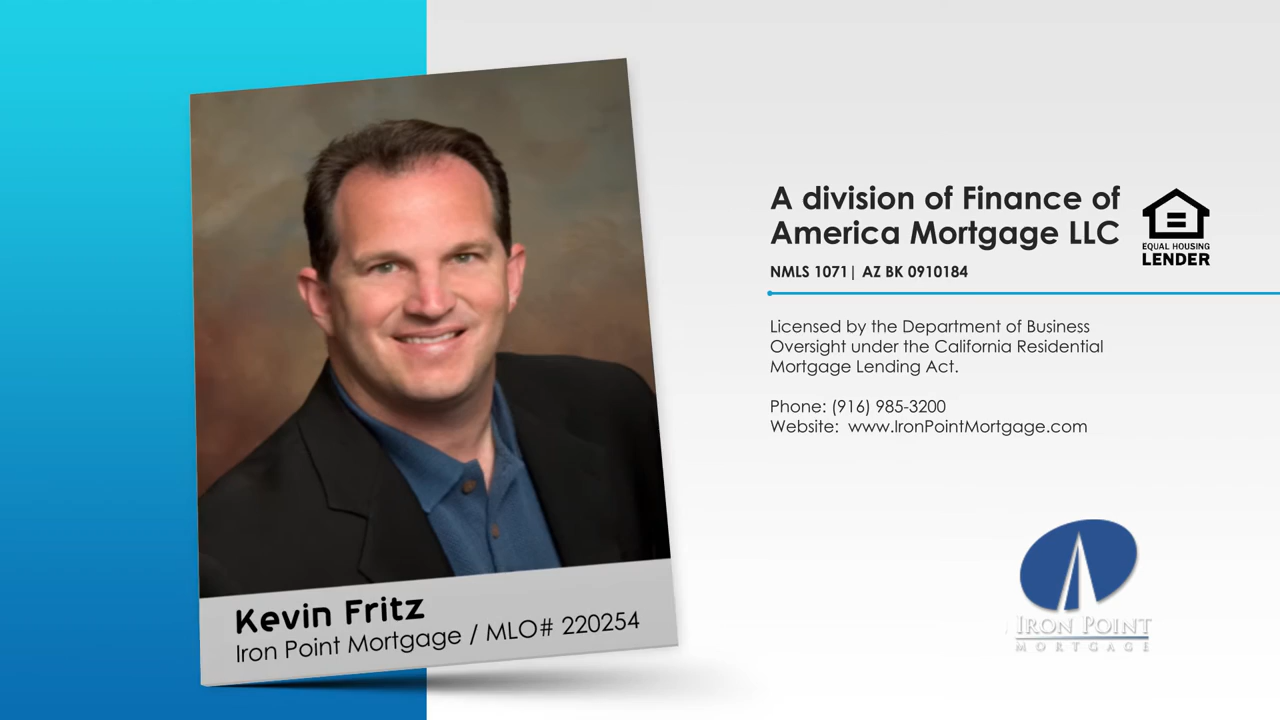 A division of Finance of
America Mortgage LLC
EQUAL HOUSING
LENDER
NMLS 1071| AZ BK 0910184
Licensed by the Department of Business
Oversight under the California Residential
Mortgage Lending Act.
Phone: (916) 985-3200
Website:  www.IronPointMortgage.com
Kevin Fritz
Iron Point Mortgage / MLO# 220254
IRON POINT
MORTGAGE